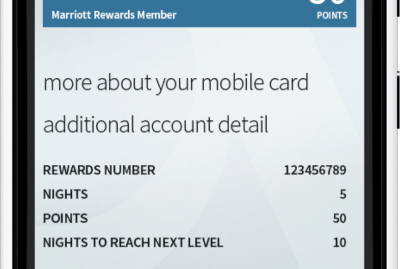 Marriott Rewards Member
POINTS
more about your mobile card
additional account detail
REWARDS NUMBER 123456789
NIGHTS 5
POINTS 50
NIGHTS TO REACH NEXT LEVEL 10